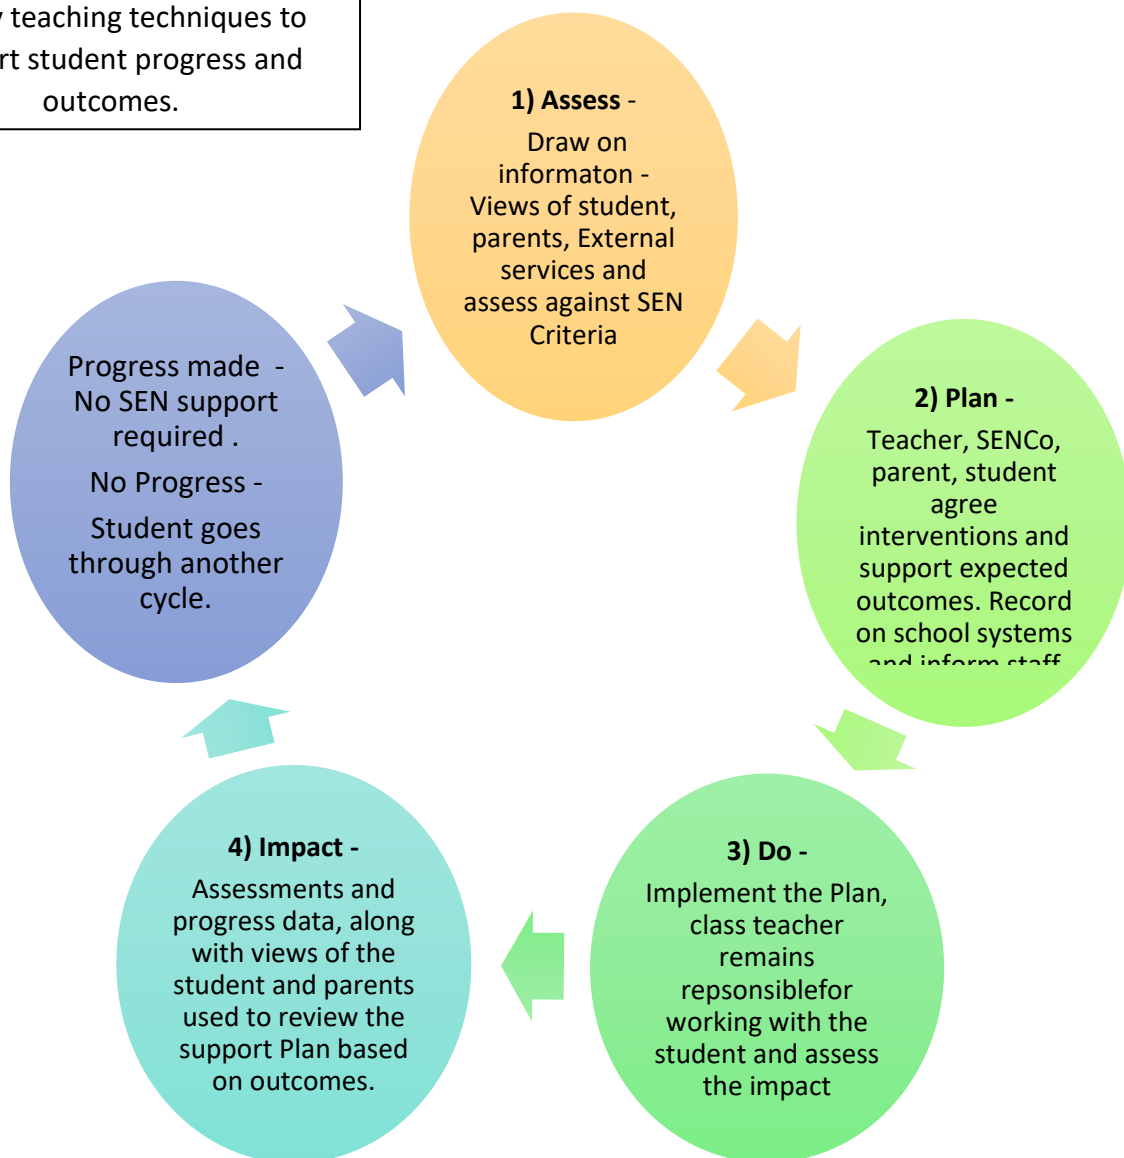 teaching techniques to
rt student progress and
outcomes.
1) Assess -
Draw on
informaton -
Views of student,
parents, External
services and
assess against SEN
Criteria
2) Plan -
Teacher, SENCo,
parent, student
agree
interventions and
support expected
outcomes. Record
on school systems
and inform staff
3) Do -
Implement the Plan,
class teacher
remains
repsonsiblefor
working with the
student and assess
the impact
4) Impact -
Assessments and
progress data, along
with views of the
student and parents
used to review the
support Plan based
on outcomes.
Progress made -
No SEN support
required .
No Progress -
Student goes
through another
cycle.